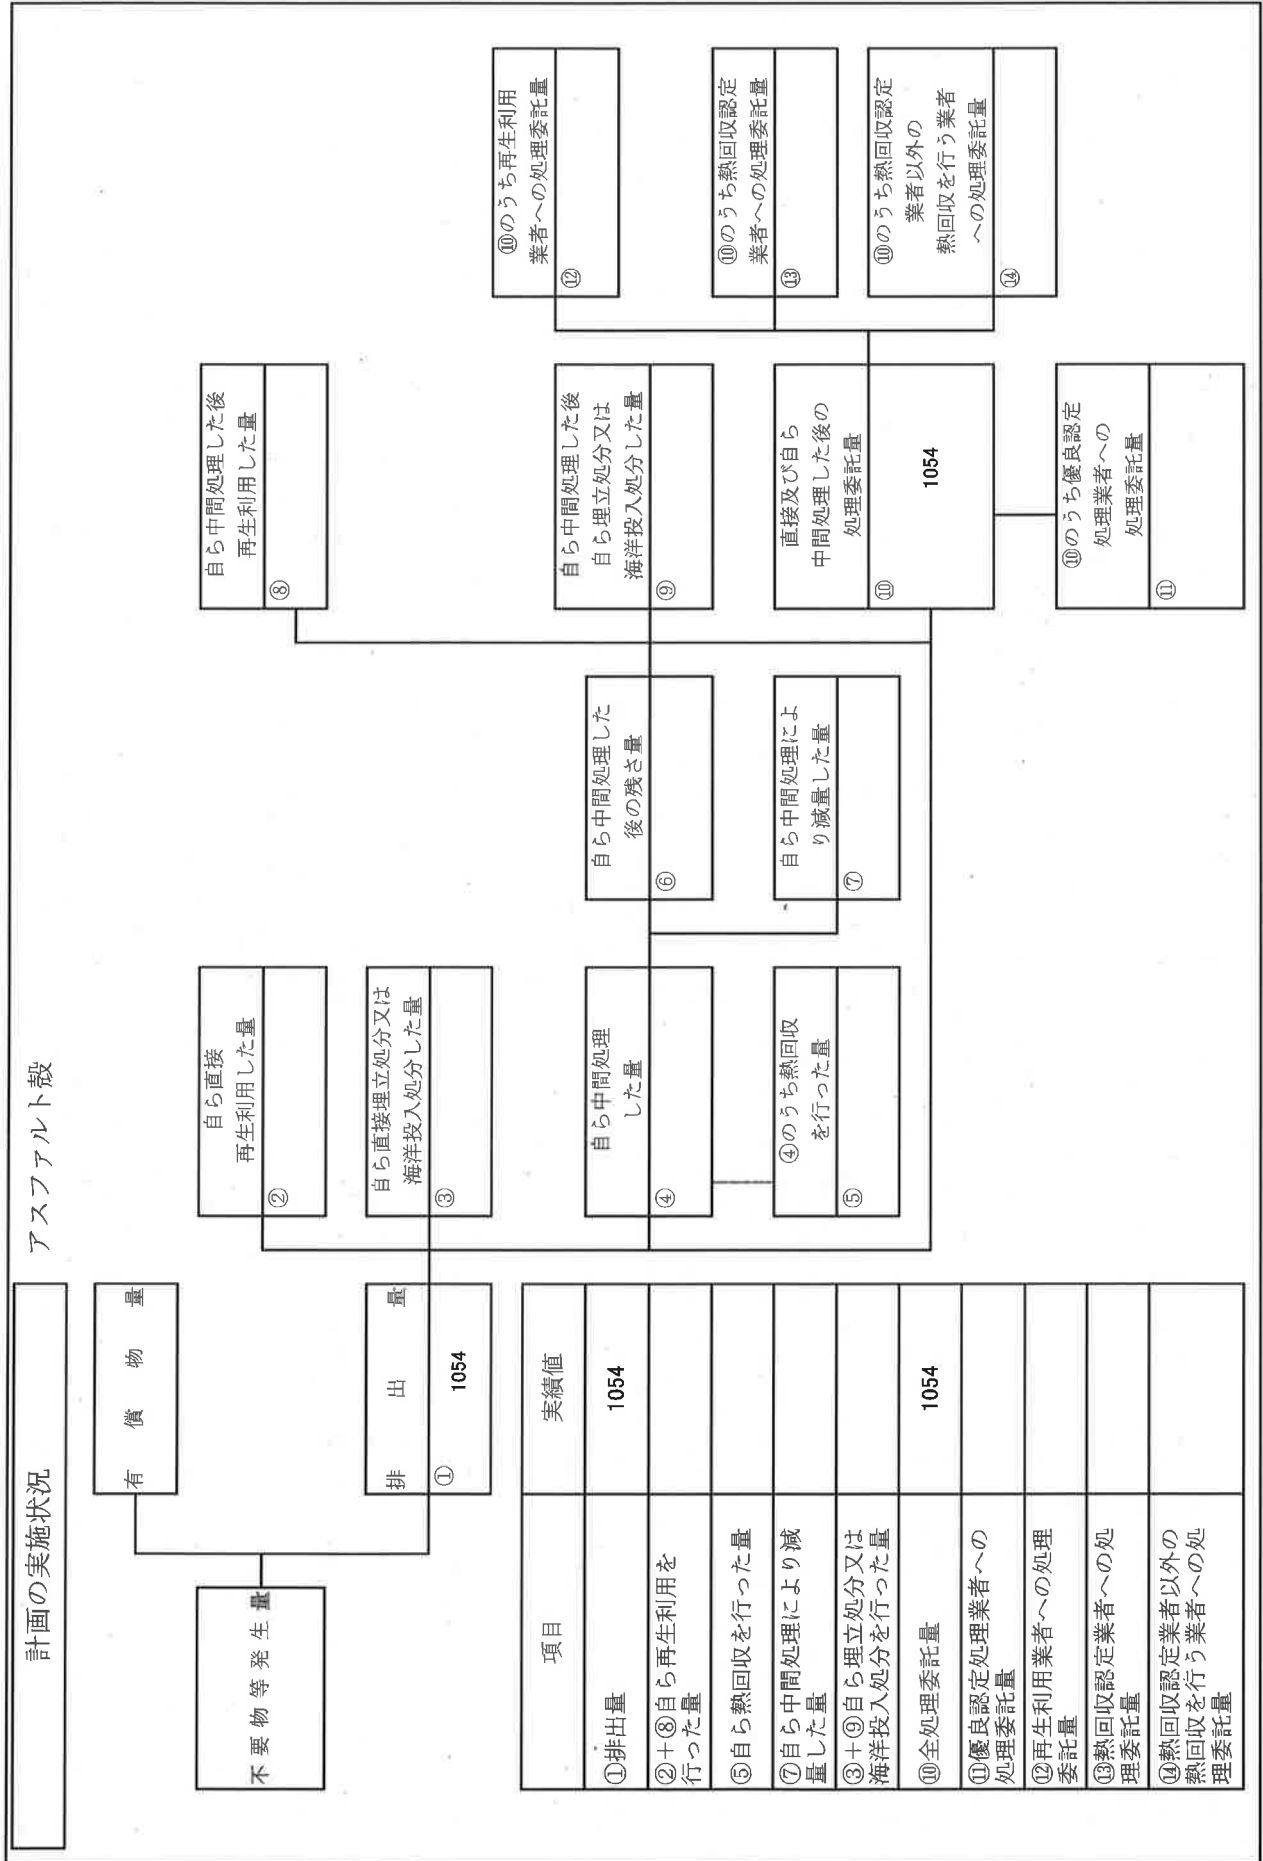 計画の実施状況
アスファルト殻
不要物等発生量
有償物量
排出量
①
1054
自ら直接
再生利用した量
②
自ら直接埋立処分又は
海洋投入処分した量
③
自ら中間処理
した量
④
④のうち熱回収
を行った量
⑤
自ら中間処理した
後の残さ量
⑥
自ら中間処理によ
り減量した量
⑦
自ら中間処理した後
再生利用した量
⑧
自ら中間処理した後
自ら埋立処分又は
海洋投入処分した量
⑨
直接及び自ら
中間処理した後の
処理委託量
⑩
1054
⑩のうち優良認定
処理業者への
処理委託量
⑪
⑩のうち再生利用
業者への処理委託量
⑫
⑩のうち熱回収認定
業者への処理委託量
⑬
⑩のうち熱回収認定
業者以外の
熱回収を行う業者
への処理委託量
⑭
項目
実績値
①排出量
1054
②+⑧自ら再生利用を
行った量
⑤自ら熱回収を行った量
⑦自ら中間処理により減
量した量
③+⑨自ら埋立処分又は
海洋投入処分を行った量
⑩全処理委託量
1054
⑪優良認定処理業者への
処理委託量
⑫再生利用業者への処理
委託量
⑬熱回収認定業者への処
理委託量
⑭熱回収認定業者以外の
熱回収を行う業者への処
理委託量